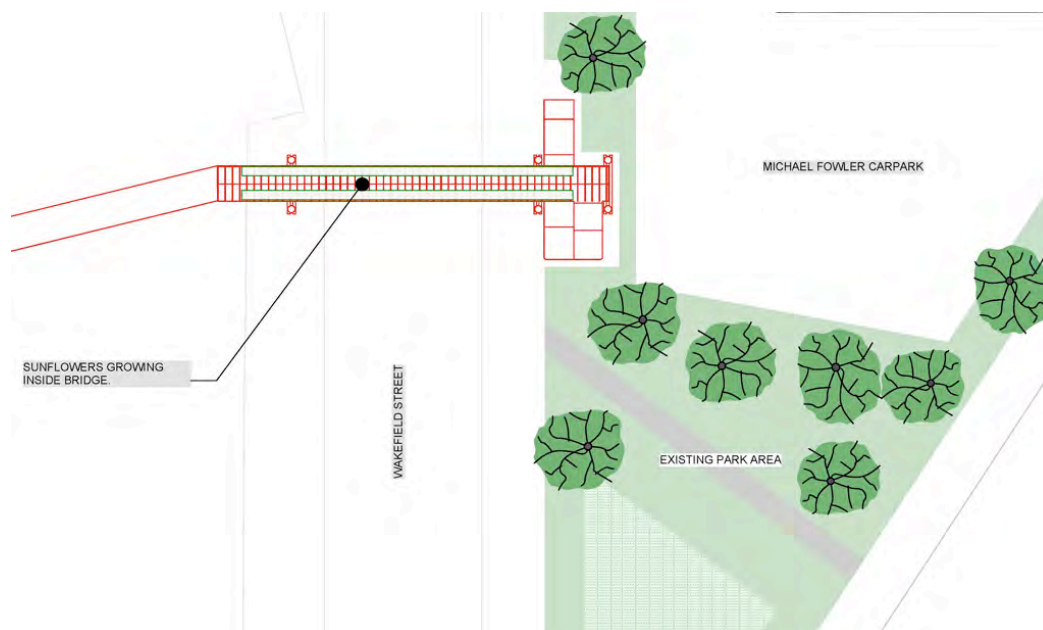 MICHAEL FOWLER CARPARK
SUNFLOWERS GROWING
INSIDE BRIDGE.
WAKEFIELD STREET
EXISTING PARK AREA